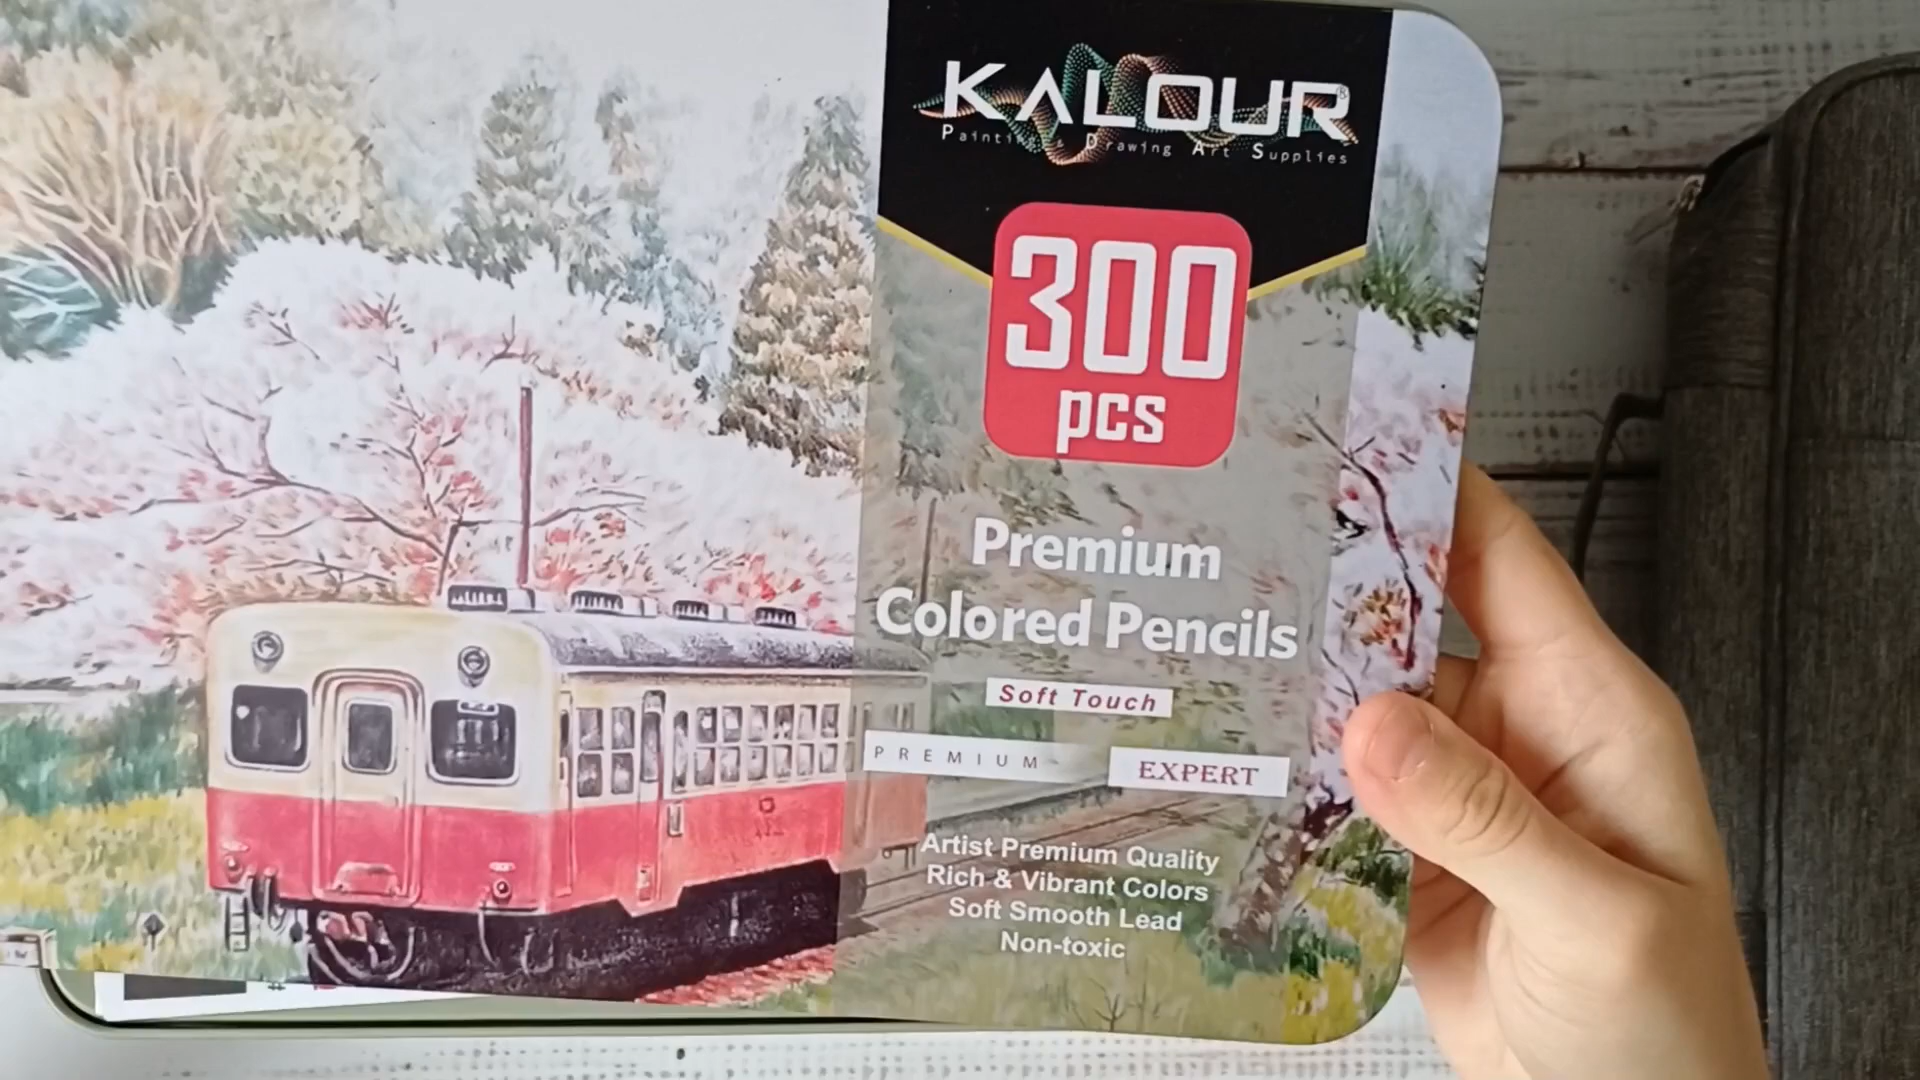 KALOUR®
Painting & Drawing Art Supplies
300
pcs
Premium
Colored Pencils
Soft Touch
PREMIUM
EXPERT
Artist Premium Quality
Rich & Vibrant Colors
Soft Smooth Lead
Non-toxic